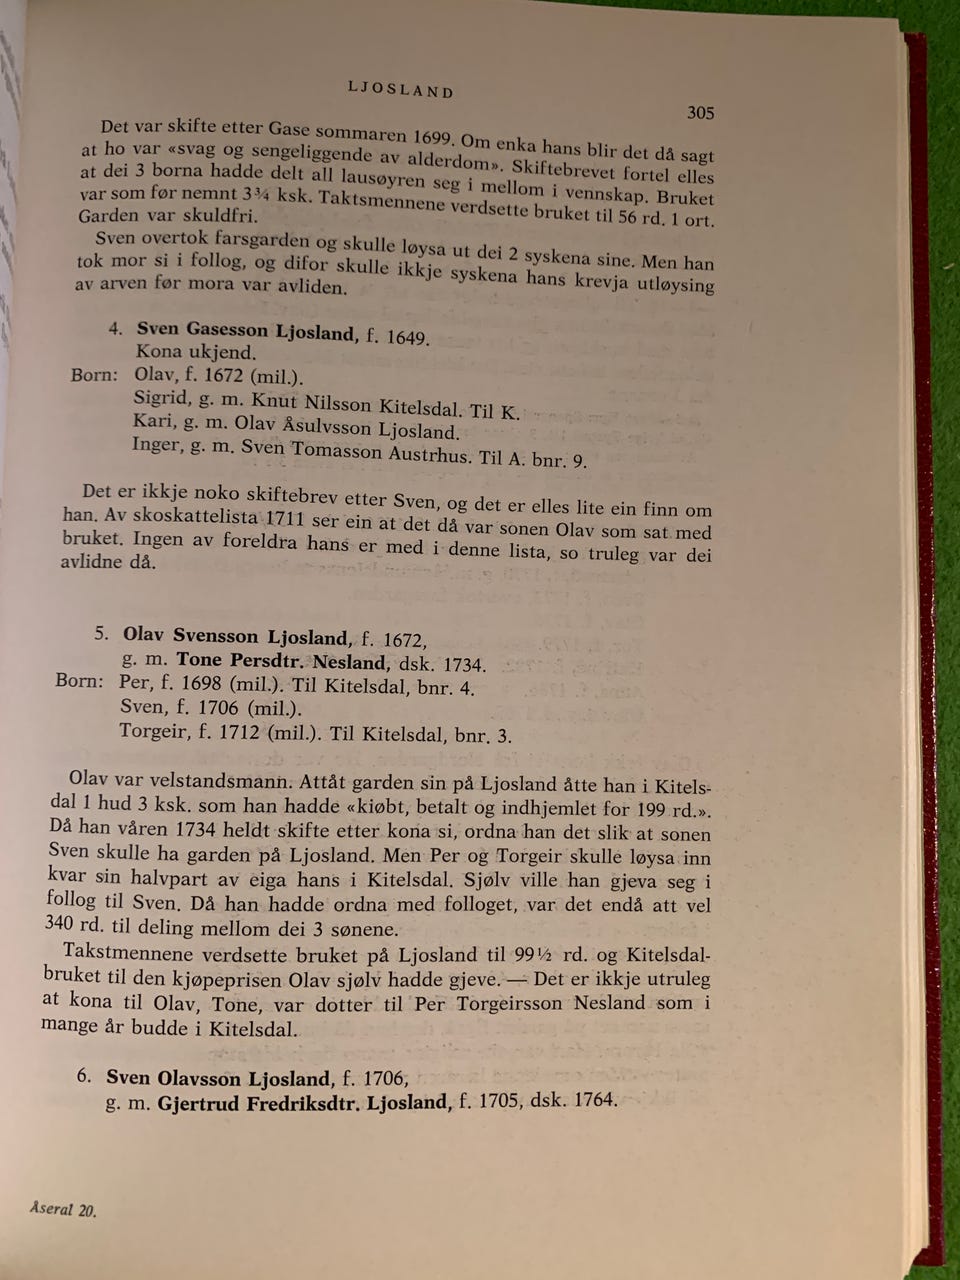 LJOSLAND
305
Det var skifte etter Gase sommaren 1699. Om enka hans blir det då sagt
at ho var «svag og sengeliggende av alderdom». Skiftebrevet fortel elles
at dei 3 borna hadde delt all lausøyren seg i mellom i vennskap. Bruket
var som før nemnt 3¾ ksk. Taktsmennene verdsette bruket til 56 rd. 1 ort.
Garden var skuldfri.
Sven overtok farsgarden og skulle løysa ut dei 2 syskena sine. Men han
tok mor si i follog, og difor skulle ikkje syskena hans krevja utløysing
av arven før mora var avliden.
4. Sven Gasesson Ljosland, f. 1649.
Kona ukjend.
Born: Olav, f. 1672 (mil.).
Sigrid, g. m. Knut Nilsson Kitelsdal. Til K.
Kari, g. m. Olav Åsulvsson Ljosland.
Inger, g. m. Sven Tomasson Austrhus. Til A. bnr. 9.
Det er ikkje noko skiftebrev etter Sven, og det er elles lite ein finn om
han. Av skoskattelista 1711 ser ein at det då var sonen Olav som sat med
bruket. Ingen av foreldra hans er med i denne lista, so truleg var dei
avlidne då.
5. Olav Svensson Ljosland, f. 1672,
g. m. Tone Persdtr. Nesland, dsk. 1734.
Born: Per, f. 1698 (mil.). Til Kitelsdal, bnr. 4.
Sven, f. 1706 (mil.).
Torgeir, f. 1712 (mil.). Til Kitelsdal, bnr. 3.
Olav var velstandsmann. Attåt garden sin på Ljosland åtte han i Kitels-
dal 1 hud 3 ksk. som han hadde «kiøbt, betalt og indhjemlet for 199 rd.».
Då han våren 1734 heldt skifte etter kona si, ordna han det slik at sonen
Sven skulle ha garden på Ljosland. Men Per og Torgeir skulle løysa inn
kvar sin halvpart av eiga hans i Kitelsdal. Sjølv ville han gjeva seg i
follog til Sven. Då han hadde ordna med folloget, var det endå att vel
340 rd. til deling mellom dei 3 sønene.
Takstmennene verdsette bruket på Ljosland til 99½ rd. og Kitelsdal-
bruket til den kjøpeprisen Olav sjølv hadde gjeve. — Det er ikkje utruleg
at kona til Olav, Tone, var dotter til Per Torgeirsson Nesland som i
mange år budde i Kitelsdal.
6. Sven Olavsson Ljosland, f. 1706,
g. m. Gjertrud Fredriksdtr. Ljosland, f. 1705, dsk. 1764.
Åseral 20.